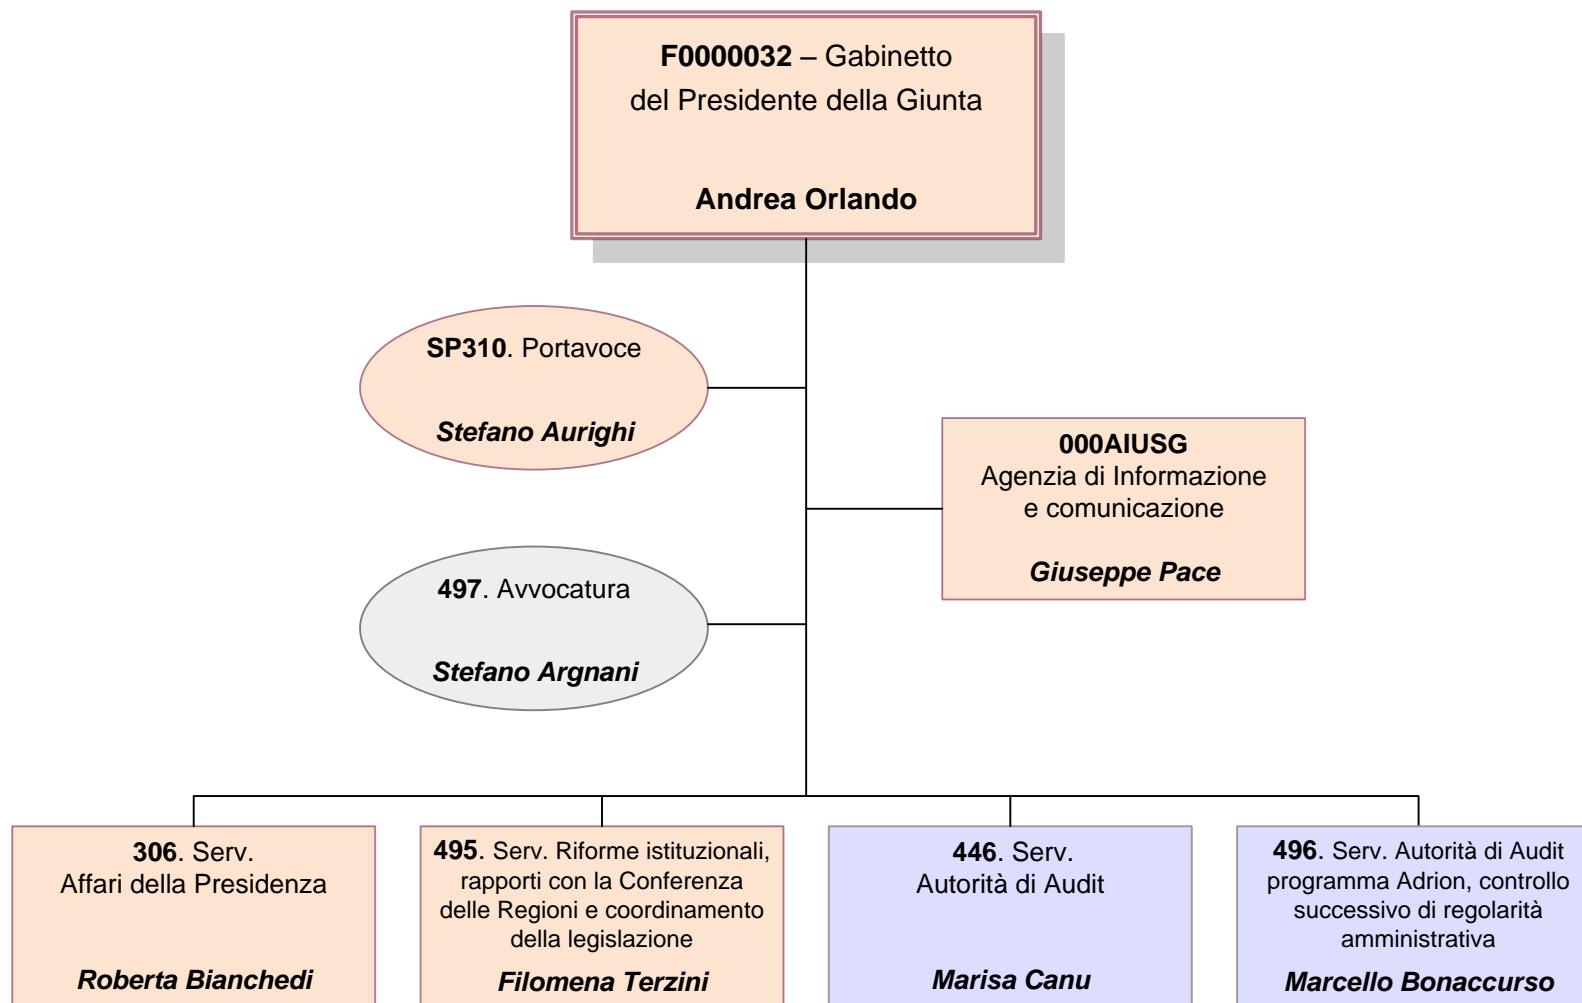 F0000032 – Gabinetto
del Presidente della Giunta
Andrea Orlando
SP310. Portavoce
Stefano Aurighi
000AIUSG
Agenzia di Informazione
e comunicazione
Giuseppe Pace
497. Avvocatura
Stefano Argnani
306. Serv.
Affari della Presidenza
Roberta Bianchedi
495. Serv. Riforme istituzionali,
rapporti con la Conferenza
delle Regioni e coordinamento
della legislazione
Filomena Terzini
446. Serv.
Autorità di Audit
Marisa Canu
496. Serv. Autorità di Audit
programma Adrion, controllo
successivo di regolarità
amministrativa
Marcello Bonaccurso